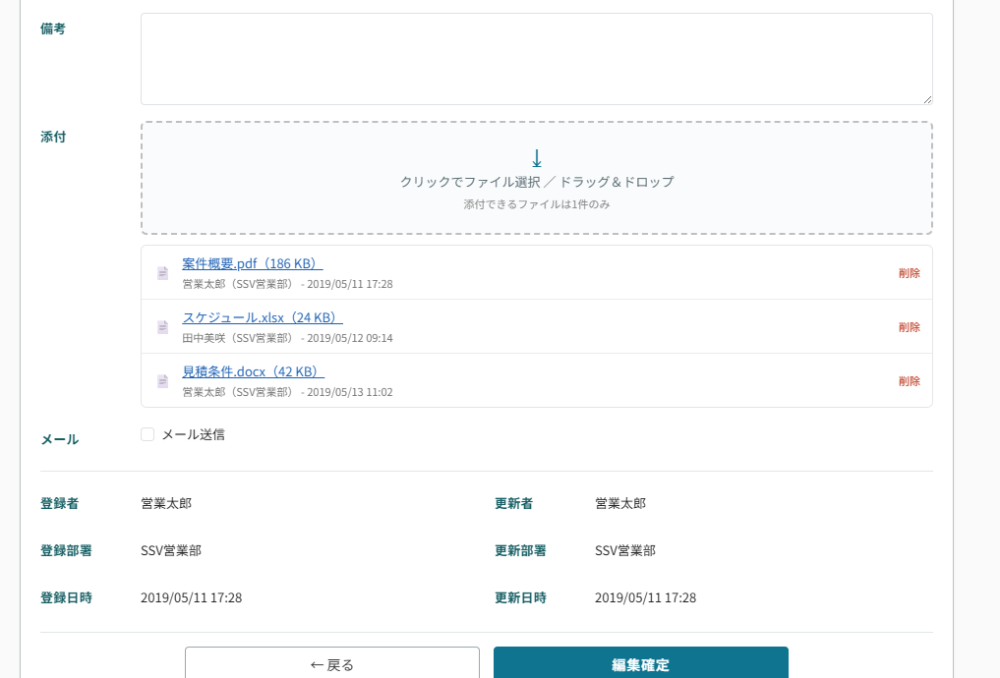 備考
添付
↓
クリックでファイル選択 ／ ドラッグ＆ドロップ
添付できるファイルは1件のみ
案件概要.pdf（186 KB）
営業太郎（SSV営業部） - 2019/05/11 17:28
削除
スケジュール.xlsx（24 KB）
田中美咲（SSV営業部） - 2019/05/12 09:14
削除
見積条件.docx（42 KB）
営業太郎（SSV営業部） - 2019/05/13 11:02
削除
メール
メール送信
登録者 営業太郎 更新者 営業太郎
登録部署 SSV営業部 更新部署 SSV営業部
登録日時 2019/05/11 17:28 更新日時 2019/05/11 17:28
← 戻る
編集確定